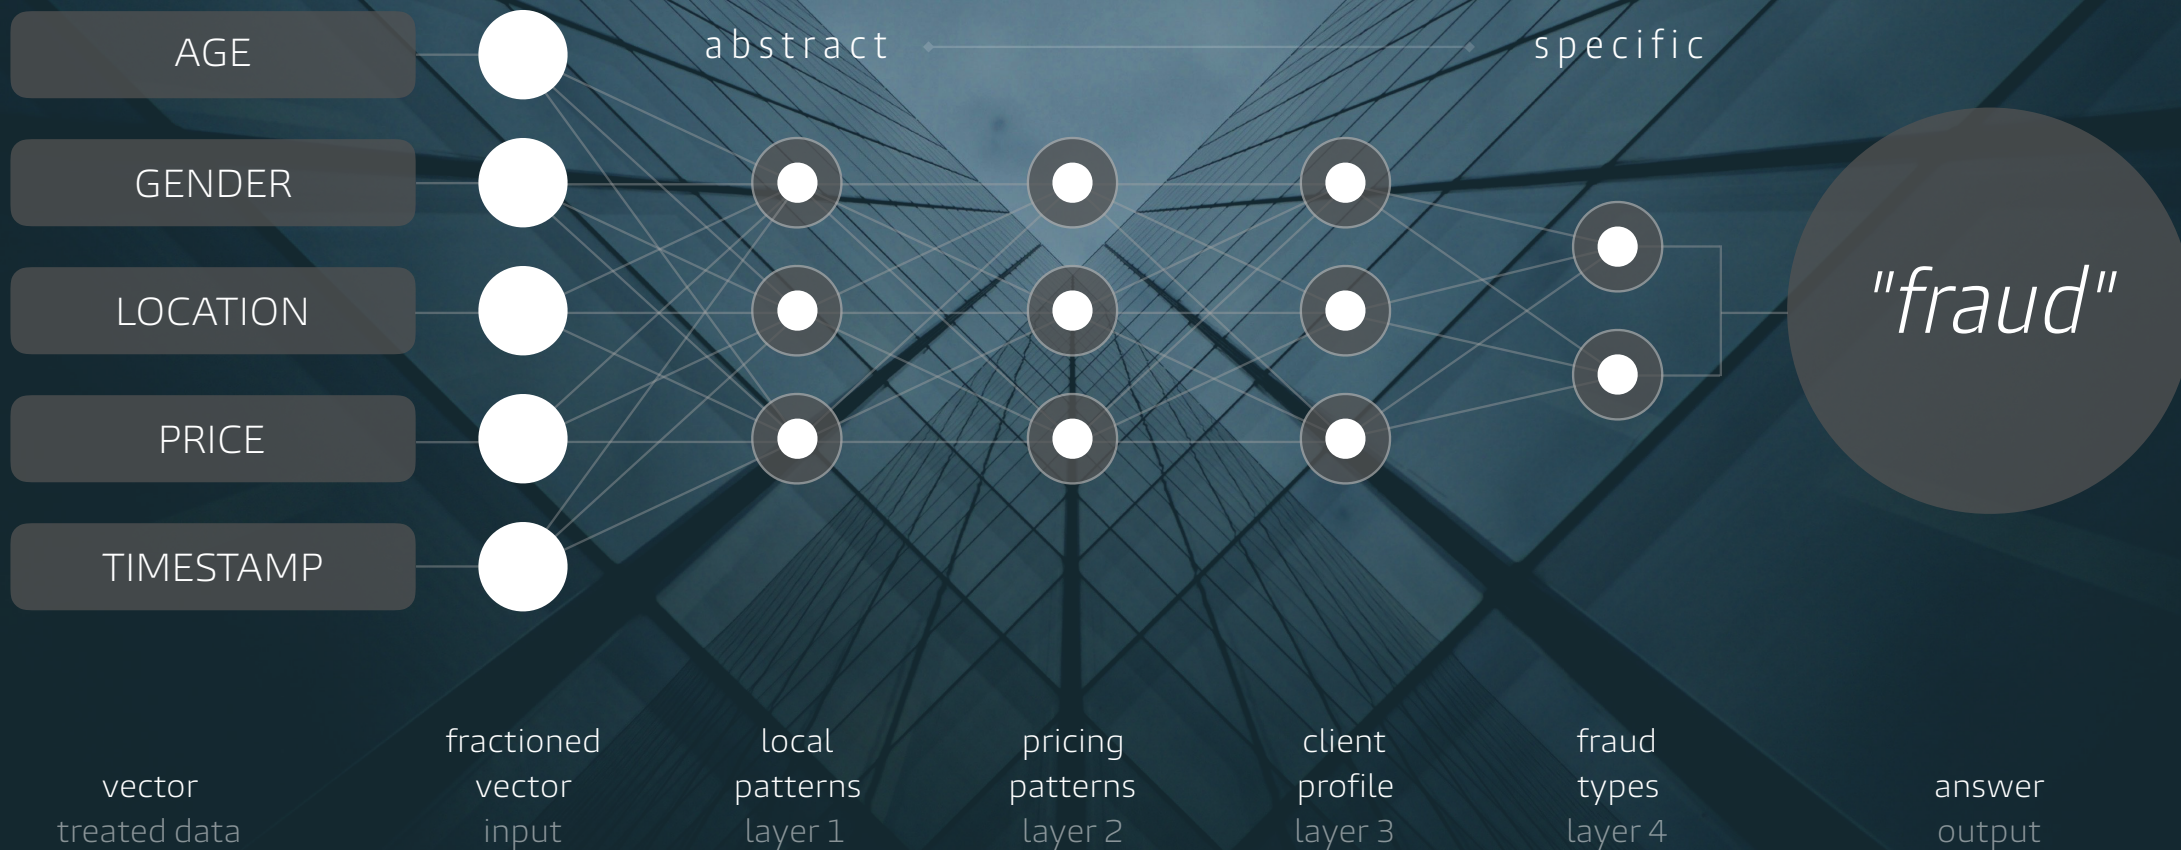 AGE
GENDER
LOCATION
PRICE
TIMESTAMP
abstract
specific
"fraud"
vector
treated data
fractioned
vector
input
local
patterns
layer 1
pricing
patterns
layer 2
client
profile
layer 3
fraud
types
layer 4
answer
output